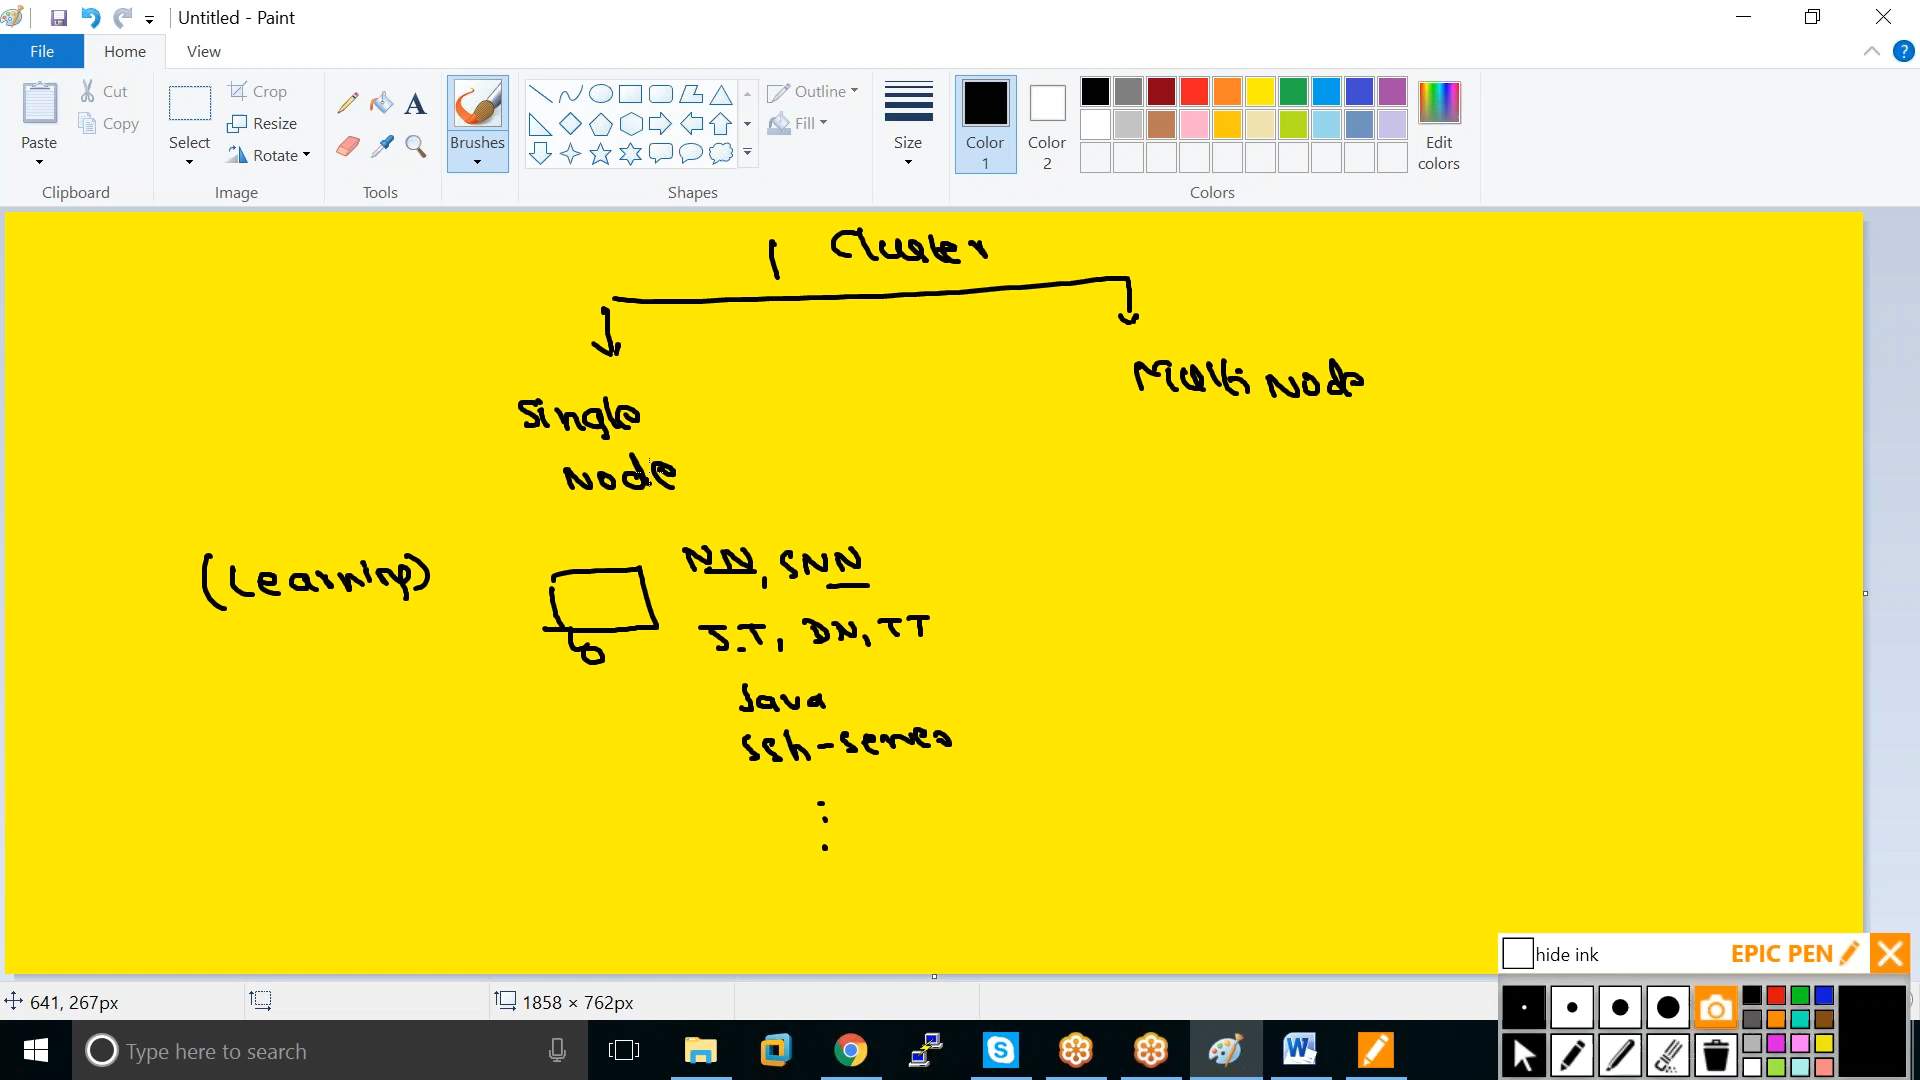 Untitled - Paint
File Home View
Paste
Cut
Copy
Clipboard
Select
Crop
Resize
Rotate
Image
A
Tools
Brushes
Shapes
Outline
Fill
Size
Color 1
Color 2
Edit colors
Colors
Cluster
Single
Node
Multi Node
(Learning)
NN, SNN
J.T, DN, TT
Java
ssh-server
hide ink
EPIC PEN
641, 267px
1858 × 762px
Type here to search